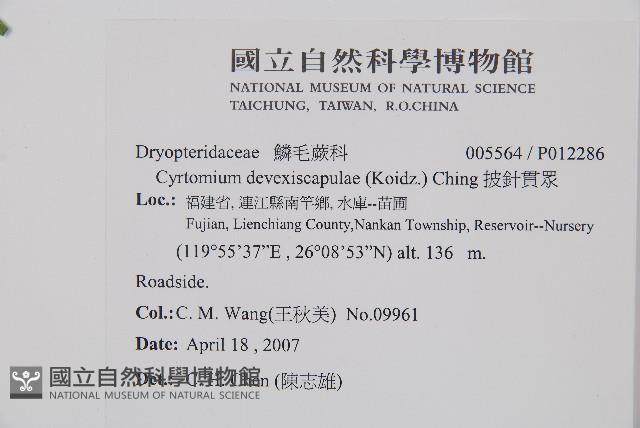 國立自然科學博物館
NATIONAL MUSEUM OF NATURAL SCIENCE
TAICHUNG, TAIWAN, R.O.CHINA
Dryopteridaceae 鱗毛蕨科 005564 / P012286
Cyrtomium devexiscapulae (Koidz.) Ching 披針貫眾
Loc.: 福建省, 連江縣南竿鄉, 水庫--苗圃
Fujian, Lienchiang County,Nankan Township, Reservoir--Nursery
(119°55'37”E , 26°08'53”N) alt. 136 m.
Roadside.
Col.:C. M. Wang(王秋美) No.09961
Date: April 18 , 2007
(陳志雄)
國立自然科學博物館
NATIONAL MUSEUM OF NATURAL SCIENCE